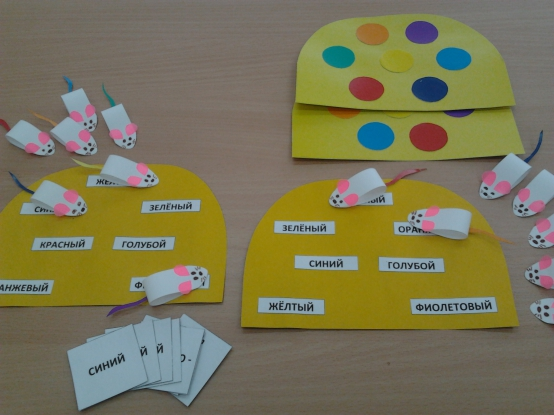 ЗЕЛЁНЫЙ
КРАСНЫЙ
ГОЛУБОЙ
АНЖЕВЫЙ
СИНИЙ
ЗЕЛЁНЫЙ
СИНИЙ
ГОЛУБОЙ
ЖЁЛТЫЙ
ФИОЛЕТОВЫЙ